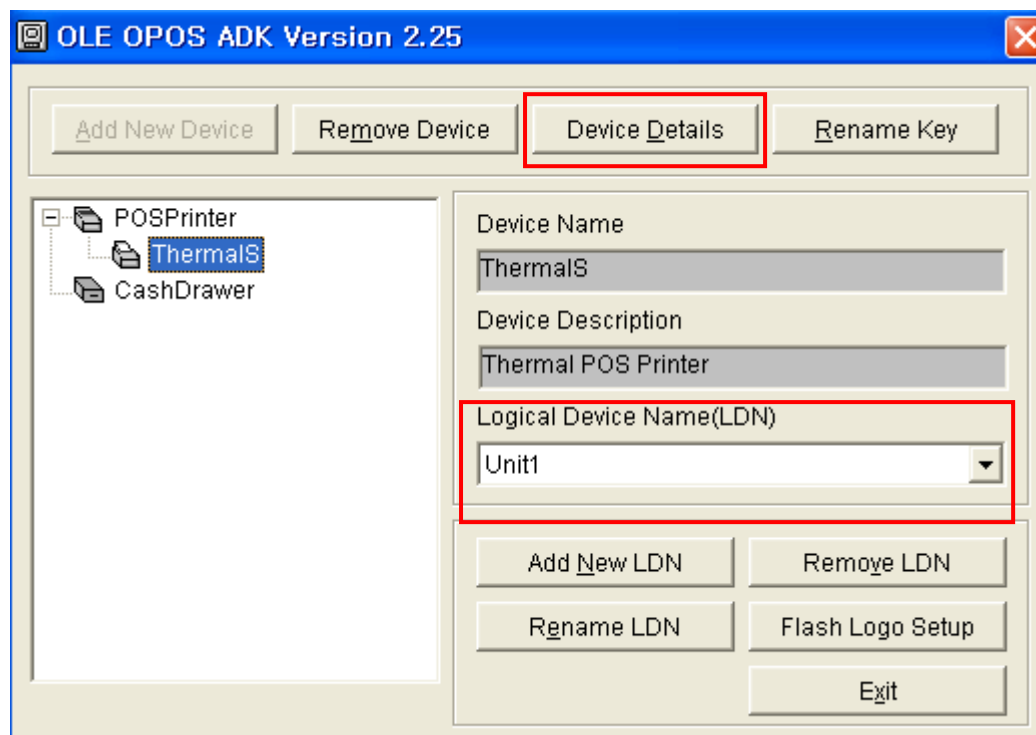 OLE OPOS ADK Version 2.25
Add New Device Remove Device Device Details Rename Key
POSPrinter
ThermalS
CashDrawer
Device Name
ThermalS
Device Description
Thermal POS Printer
Logical Device Name(LDN)
Unit1
Add New LDN Remove LDN
Rename LDN Flash Logo Setup
Exit